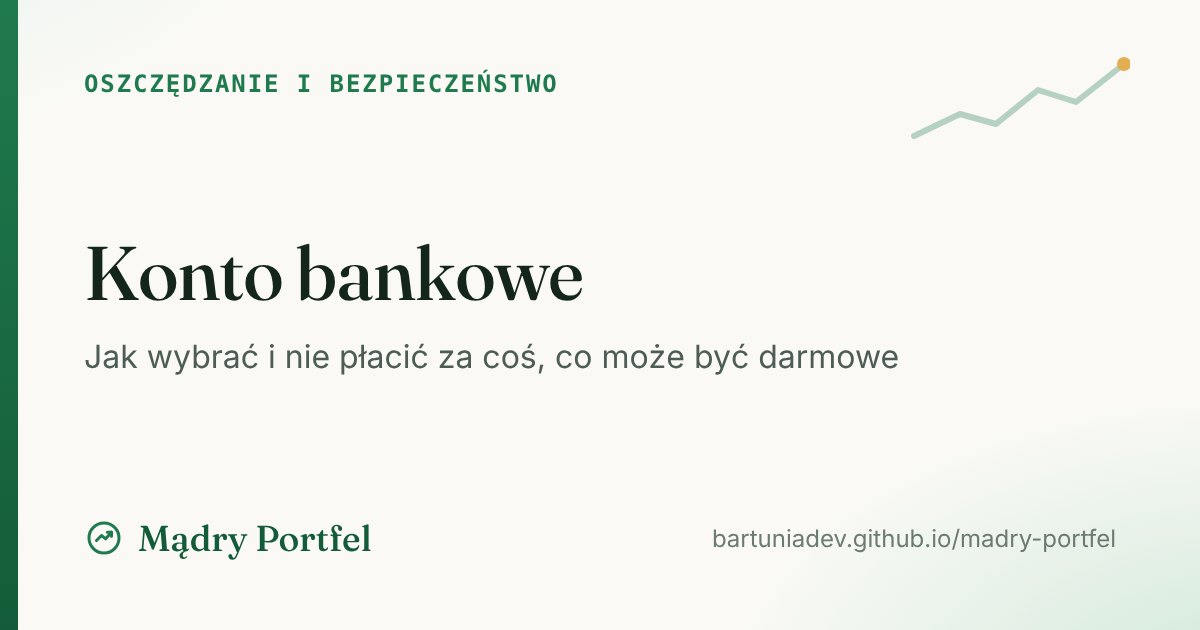 OSZCZĘDZANIE I BEZPIECZEŃSTWO
Konto bankowe
Jak wybrać i nie płacić za coś, co może być darmowe
Mądry Portfel
bartuniadev.github.io/madry-portfel